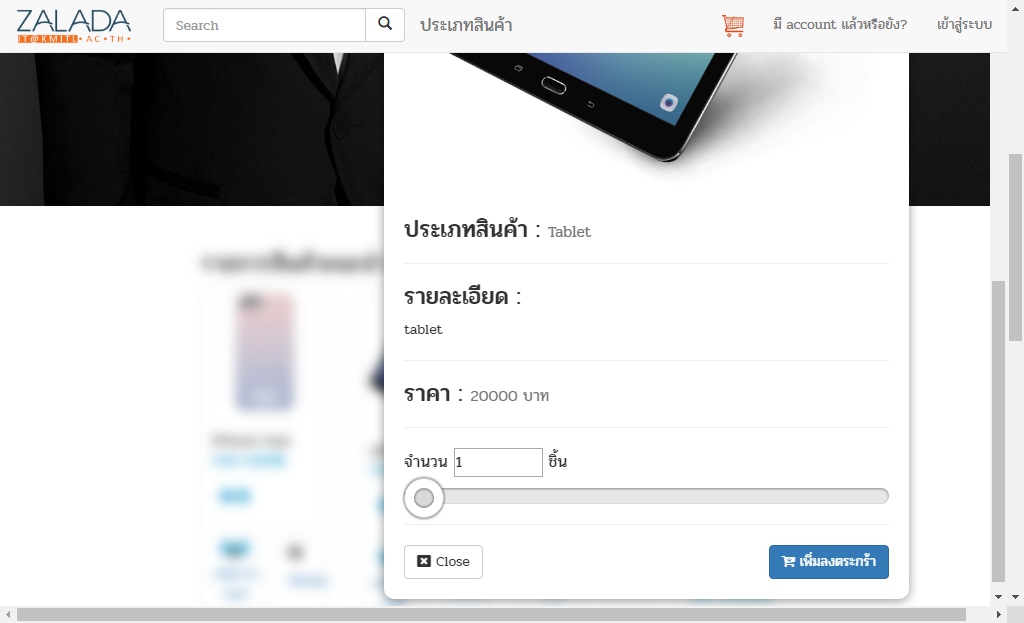 ZALADA
IT@KMITL•AC•TH•
Search
ประเภทสินค้า
มี account แล้วหรือยัง?
เข้าสู่ระบบ
ประเภทสินค้า : Tablet
รายละเอียด :
tablet
ราคา : 20000 บาท
จำนวน 1 ชิ้น
Close
เพิ่มลงตระกร้า